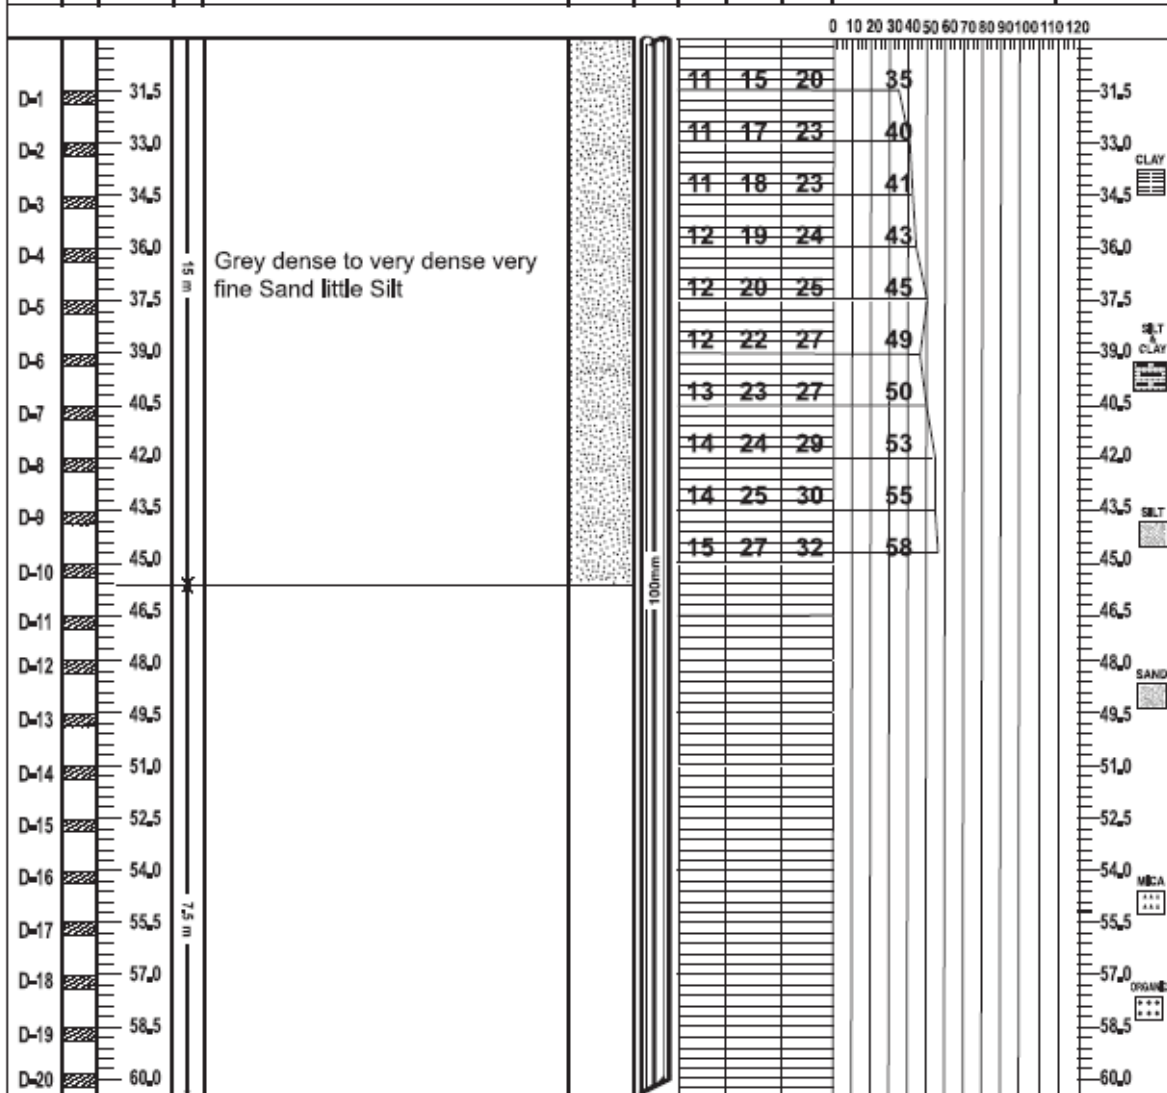 0 10 20 30 40 50 60 70 80 90 100 110 120
D-1 31.5 11 15 20 35 31.5
D-2 33.0 11 17 23 40 33.0
CLAY
D-3 34.5 11 18 23 41 34.5
D-4 36.0 12 19 24 43 36.0
15 m
Grey dense to very dense very
fine Sand little Silt
D-5 37.5 12 20 25 45 37.5
SILT
&
CLAY
D-6 39.0 12 22 27 49 39.0
D-7 40.5 13 23 27 50 40.5
D-8 42.0 14 24 29 53 42.0
D-9 43.5 14 25 30 55 43.5
SILT
D-10 45.0 15 27 32 58 45.0
100mm
D-11 46.5 46.5
D-12 48.0 48.0
SAND
D-13 49.5 49.5
D-14 51.0 51.0
D-15 52.5 52.5
D-16 54.0 54.0
MICA
D-17 55.5 55.5
7.5 m
D-18 57.0 57.0
ORGANIC
D-19 58.5 58.5
D-20 60.0 60.0